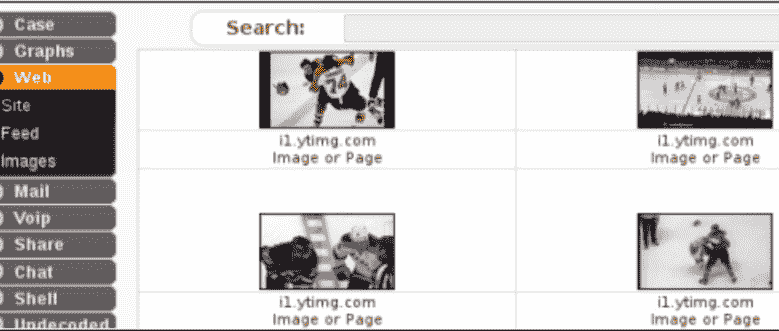 Case
Graphs
Web
Site
Feed
Images
Mail
Voip
Share
Chat
Shell
Undecoded
Search:
i1.ytimg.com
Image or Page
i1.ytimg.com
Image or Page
i1.ytimg.com
Image or Page
i1.ytimg.com
Image or Page